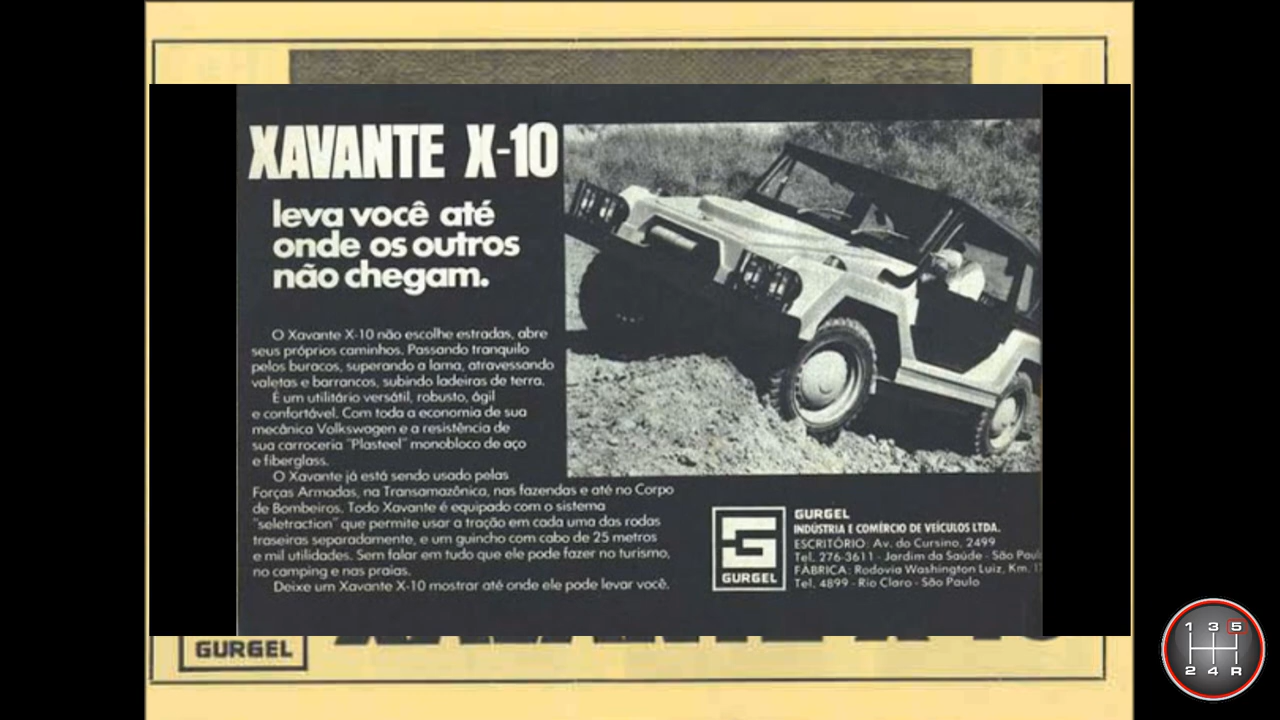 XAVANTE X-10
leva você até
onde os outros
não chegam.
O Xavante X-10 não escolhe estradas, abre
seus próprios caminhos. Passando tranquilo
pelos buracos, superando a lama, atravessando
valetas e barrancos, subindo ladeiras de terra.
É um utilitário versátil, robusto, ágil
e confortável. Com toda a economia de sua
mecânica Volkswagen e a resistência de
sua carroceria "Plasteel" monobloco de aço
e fiberglass.
O Xavante já está sendo usado pelas
Forças Armadas, na Transamazônica, nas fazendas e até no Corpo
de Bombeiros. Todo Xavante é equipado com o sistema
"seletraction" que permite usar a tração em cada uma das rodas
traseiras separadamente, e um guincho com cabo de 25 metros
e mil utilidades. Sem falar em tudo que ele pode fazer no turismo,
no camping e nas praias.
Deixe um Xavante X-10 mostrar até onde ele pode levar você.
GURGEL
GURGEL
INDÚSTRIA E COMÉRCIO DE VEÍCULOS LTDA.
ESCRITÓRIO: Av. do Cursino, 2499
Tel. 276-3611 - Jardim da Saúde - São
FÁBRICA: Rodovia Washington Luiz, Km.
Tel. 4899 - Rio Claro - São Paulo
GURGEL
1 3 5
2 4 R